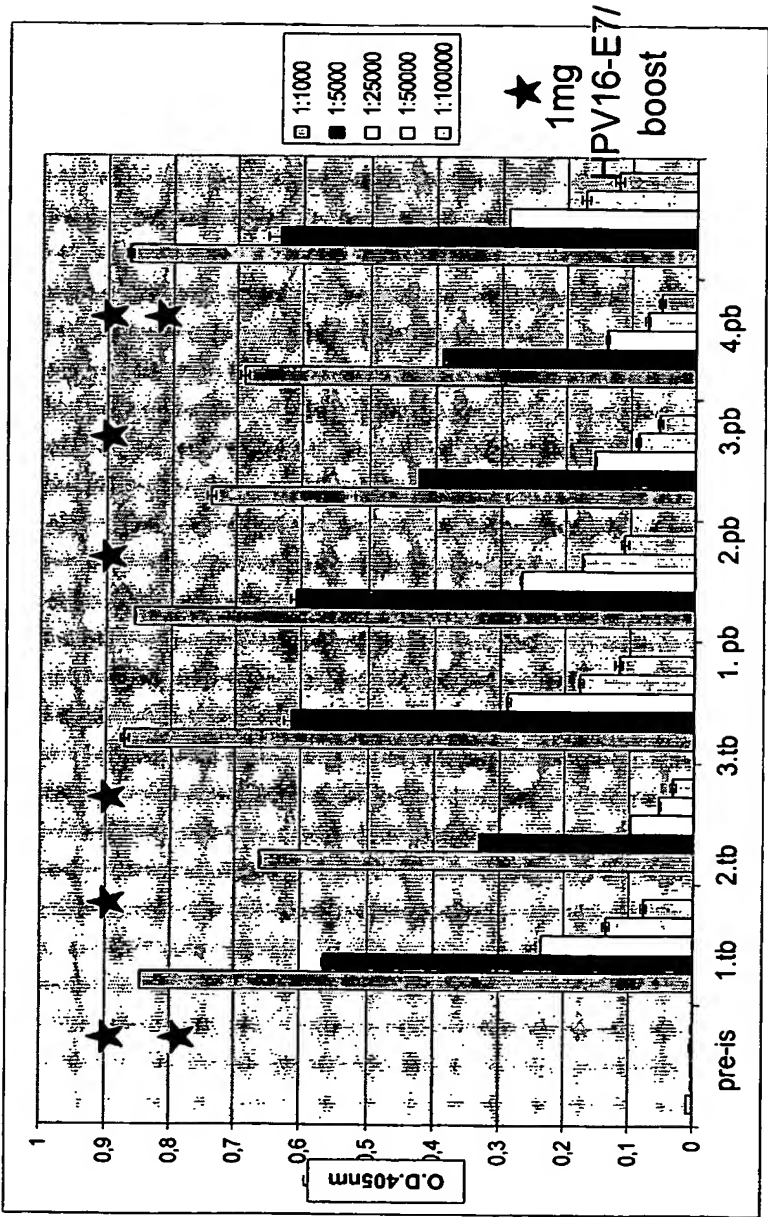 1
0,9
0,8
0,7
0,6
0,5
0,4
0,3
0,2
0,1
0
O.D.405nm
pre-is
1.tb
2.tb
3.tb
1. pb
2.pb
3.pb
4.pb
1:1000
1:5000
1:25000
1:50000
1:100000
1mg
HPV16-E7/
boost